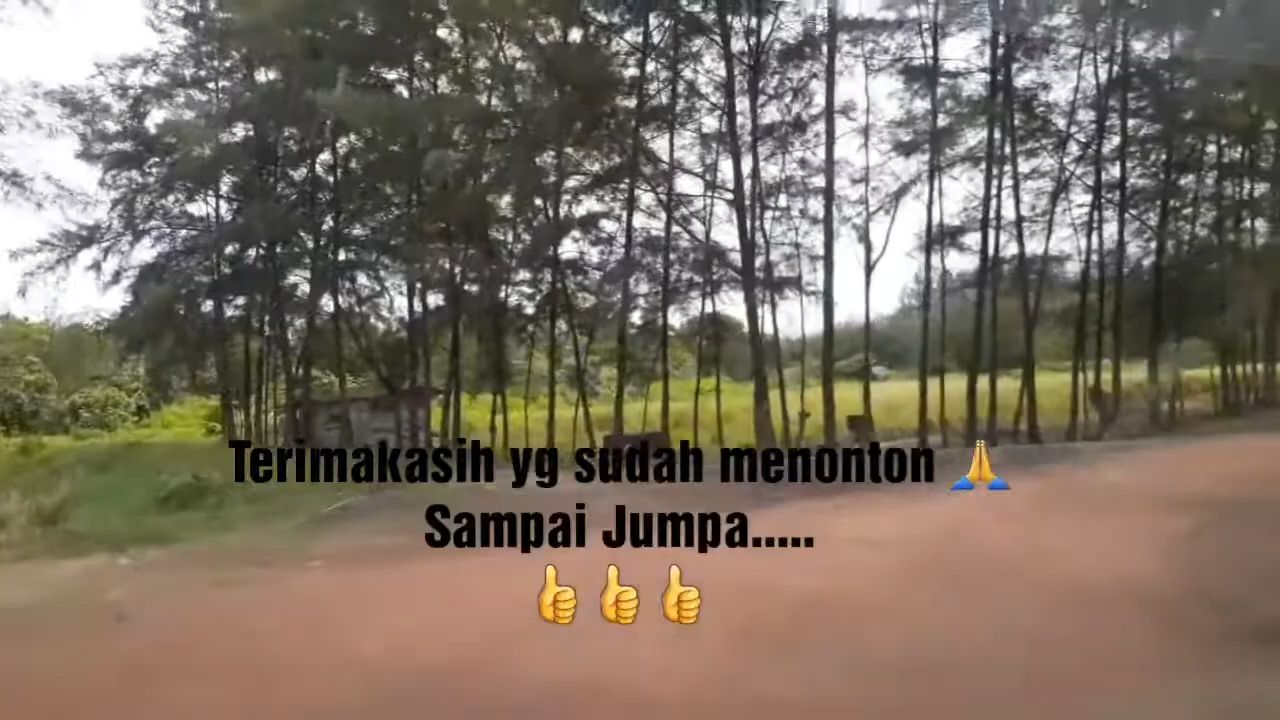 Terimakasih yg sudah menonton 🙏
Sampai Jumpa.....
👍👍👍